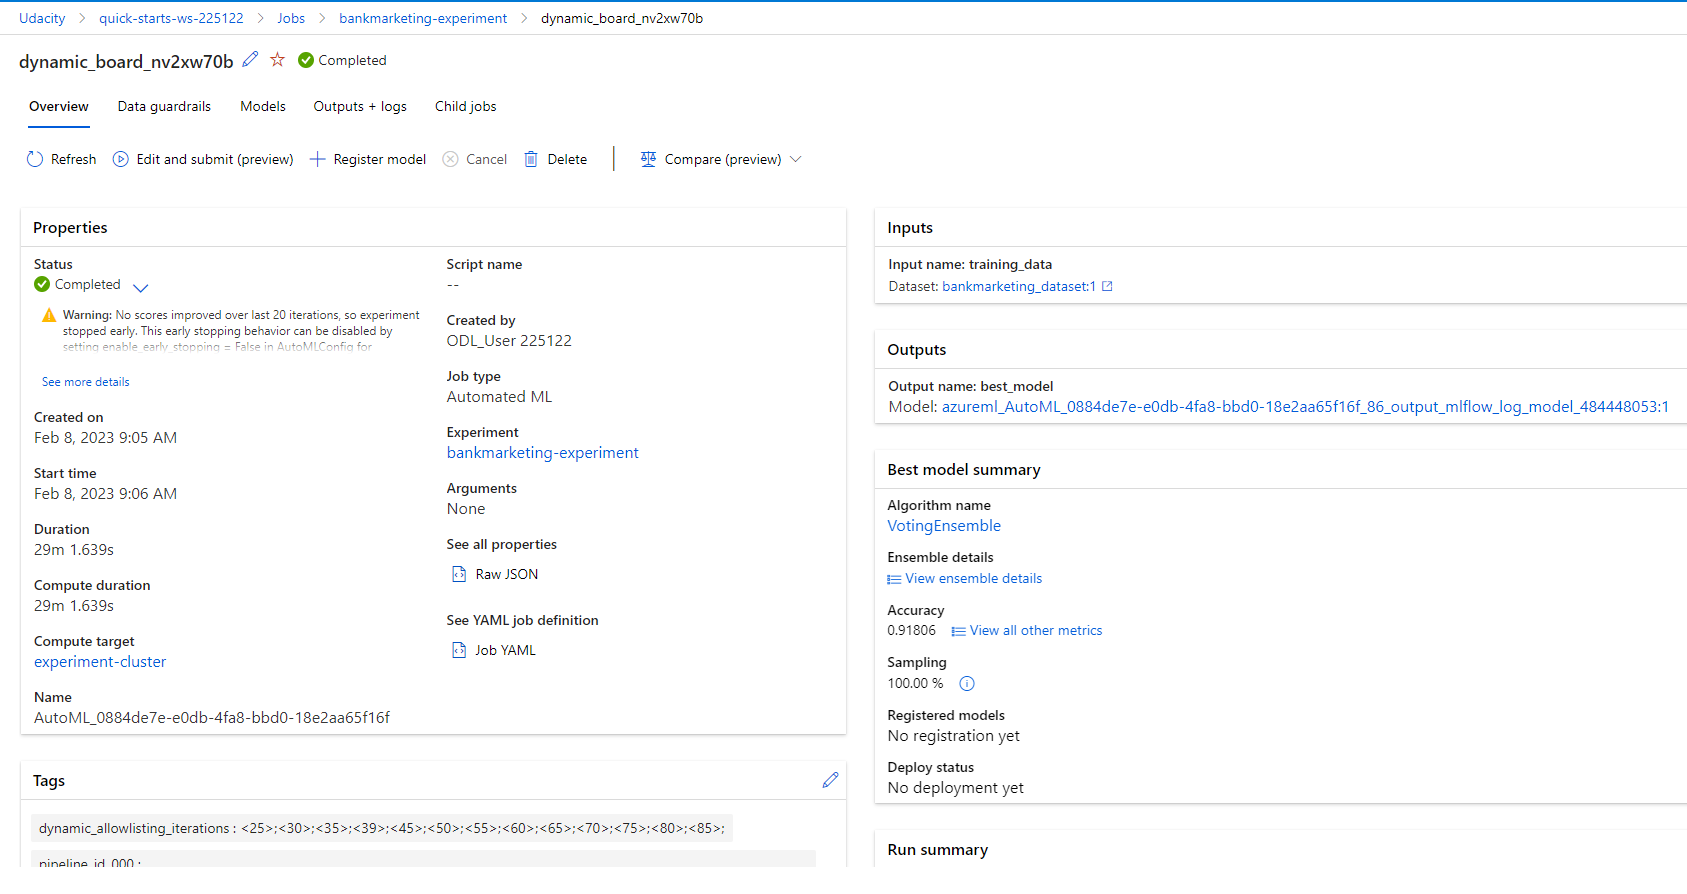 Udacity > quick-starts-ws-225122 > Jobs > bankmarketing-experiment > dynamic_board_nv2xw70b
dynamic_board_nv2xw70b Completed
Overview Data guardrails Models Outputs + logs Child jobs
Refresh Edit and submit (preview) Register model Cancel Delete Compare (preview)
Properties
Status
Completed
Warning: No scores improved over last 20 iterations, so experiment
stopped early. This early stopping behavior can be disabled by
setting enable_early_stopping = False in AutoMLConfig for
See more details
Created on
Feb 8, 2023 9:05 AM
Start time
Feb 8, 2023 9:06 AM
Duration
29m 1.639s
Compute duration
29m 1.639s
Compute target
experiment-cluster
Name
AutoML_0884de7e-e0db-4fa8-bbd0-18e2aa65f16f
Script name
--
Created by
ODL_User 225122
Job type
Automated ML
Experiment
bankmarketing-experiment
Arguments
None
See all properties
Raw JSON
See YAML job definition
Job YAML
Tags
dynamic_allowlisting_iterations : <25>;<30>;<35>;<39>;<45>;<50>;<55>;<60>;<65>;<70>;<75>;<80>;<85>;
pipeline_id_000 :
Inputs
Input name: training_data
Dataset: bankmarketing_dataset:1
Outputs
Output name: best_model
Model: azureml_AutoML_0884de7e-e0db-4fa8-bbd0-18e2aa65f16f_86_output_mlflow_log_model_484448053:1
Best model summary
Algorithm name
VotingEnsemble
Ensemble details
View ensemble details
Accuracy
0.91806 View all other metrics
Sampling
100.00 %
Registered models
No registration yet
Deploy status
No deployment yet
Run summary